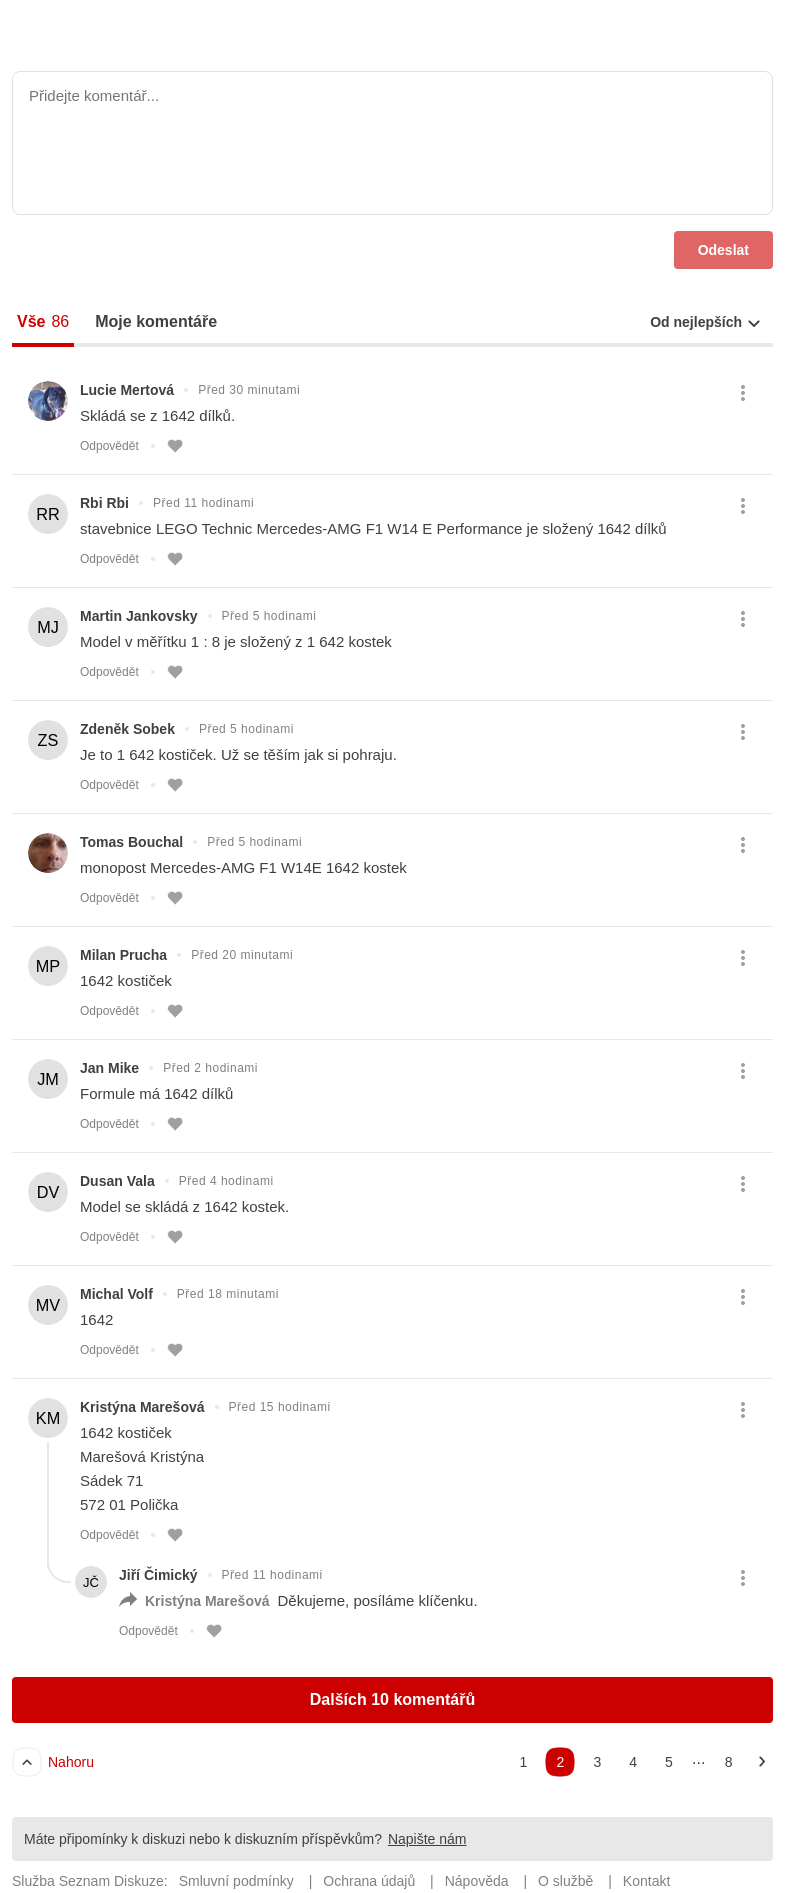 Přidejte komentář...
Odeslat
Vše 86 Moje komentáře Od nejlepších
Lucie Mertová Před 30 minutami
Skládá se z 1642 dílků.
Odpovědět
RR Rbi Rbi Před 11 hodinami
stavebnice LEGO Technic Mercedes-AMG F1 W14 E Performance je složený 1642 dílků
Odpovědět
MJ Martin Jankovsky Před 5 hodinami
Model v měřítku 1 : 8 je složený z 1 642 kostek
Odpovědět
ZS Zdeněk Sobek Před 5 hodinami
Je to 1 642 kostiček. Už se těším jak si pohraju.
Odpovědět
Tomas Bouchal Před 5 hodinami
monopost Mercedes-AMG F1 W14E 1642 kostek
Odpovědět
MP Milan Prucha Před 20 minutami
1642 kostiček
Odpovědět
JM Jan Mike Před 2 hodinami
Formule má 1642 dílků
Odpovědět
DV Dusan Vala Před 4 hodinami
Model se skládá z 1642 kostek.
Odpovědět
MV Michal Volf Před 18 minutami
1642
Odpovědět
KM Kristýna Marešová Před 15 hodinami
1642 kostiček
Marešová Kristýna
Sádek 71
572 01 Polička
Odpovědět
JČ Jiří Čimický Před 11 hodinami
Kristýna Marešová Děkujeme, posíláme klíčenku.
Odpovědět
Dalších 10 komentářů
Nahoru 1 2 3 4 5 ... 8
Máte připomínky k diskuzi nebo k diskuzním příspěvkům? Napište nám
Služba Seznam Diskuze: Smluvní podmínky | Ochrana údajů | Nápověda | O službě | Kontakt